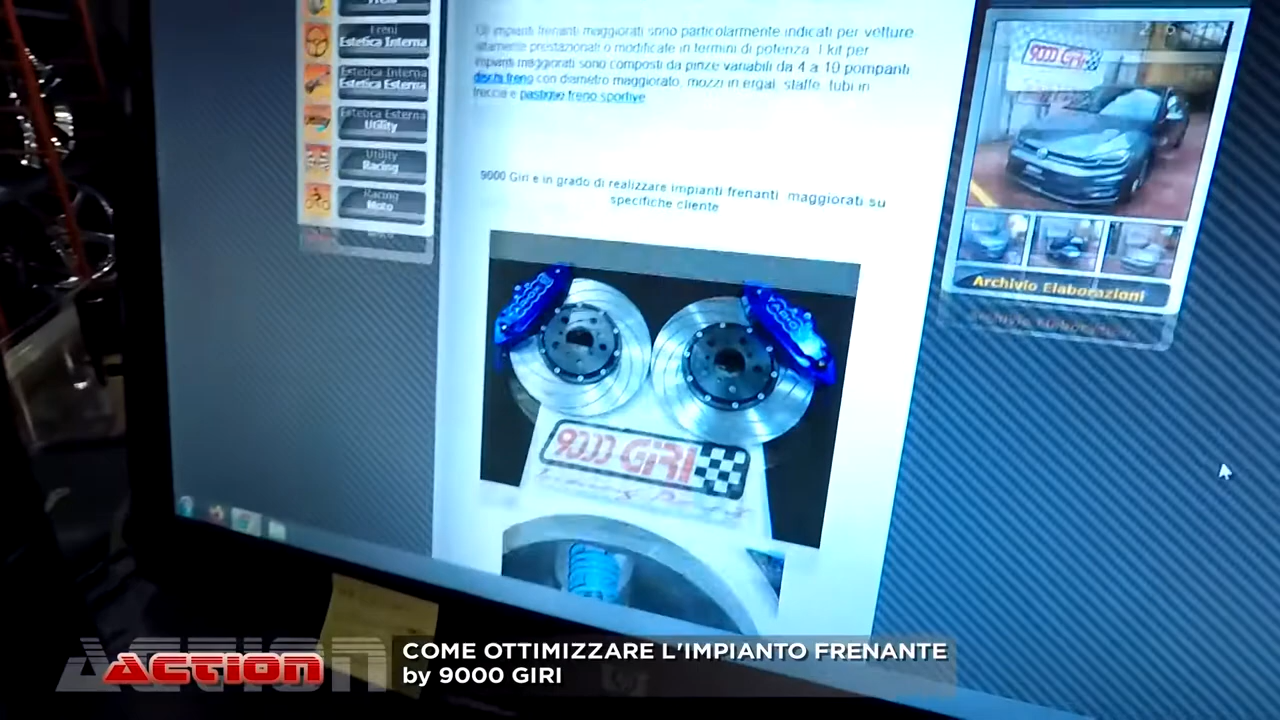 Freni
Estetica Interna
Estetica Interna
Estetica Esterna
Estetica Esterna
Utility
Utility
Racing
Racing
Moto
Gli impianti frenanti maggiorati sono particolarmente indicati per vetture
altamente prestazionali o modificate in termini di potenza. I kit per
impianti maggiorati sono composti da pinze variabili da 4 a 10 pompanti
dischi freno con diametro maggiorato, mozzi in ergal, staffe, tubi in
treccia e pastiglie freno sportive
9000 Giri e in grado di realizzare impianti frenanti maggiorati su
specifiche cliente
9000 GIRI
9000 GIRI
Archivio Elaborazioni
ACTION
COME OTTIMIZZARE L'IMPIANTO FRENANTE
by 9000 GIRI